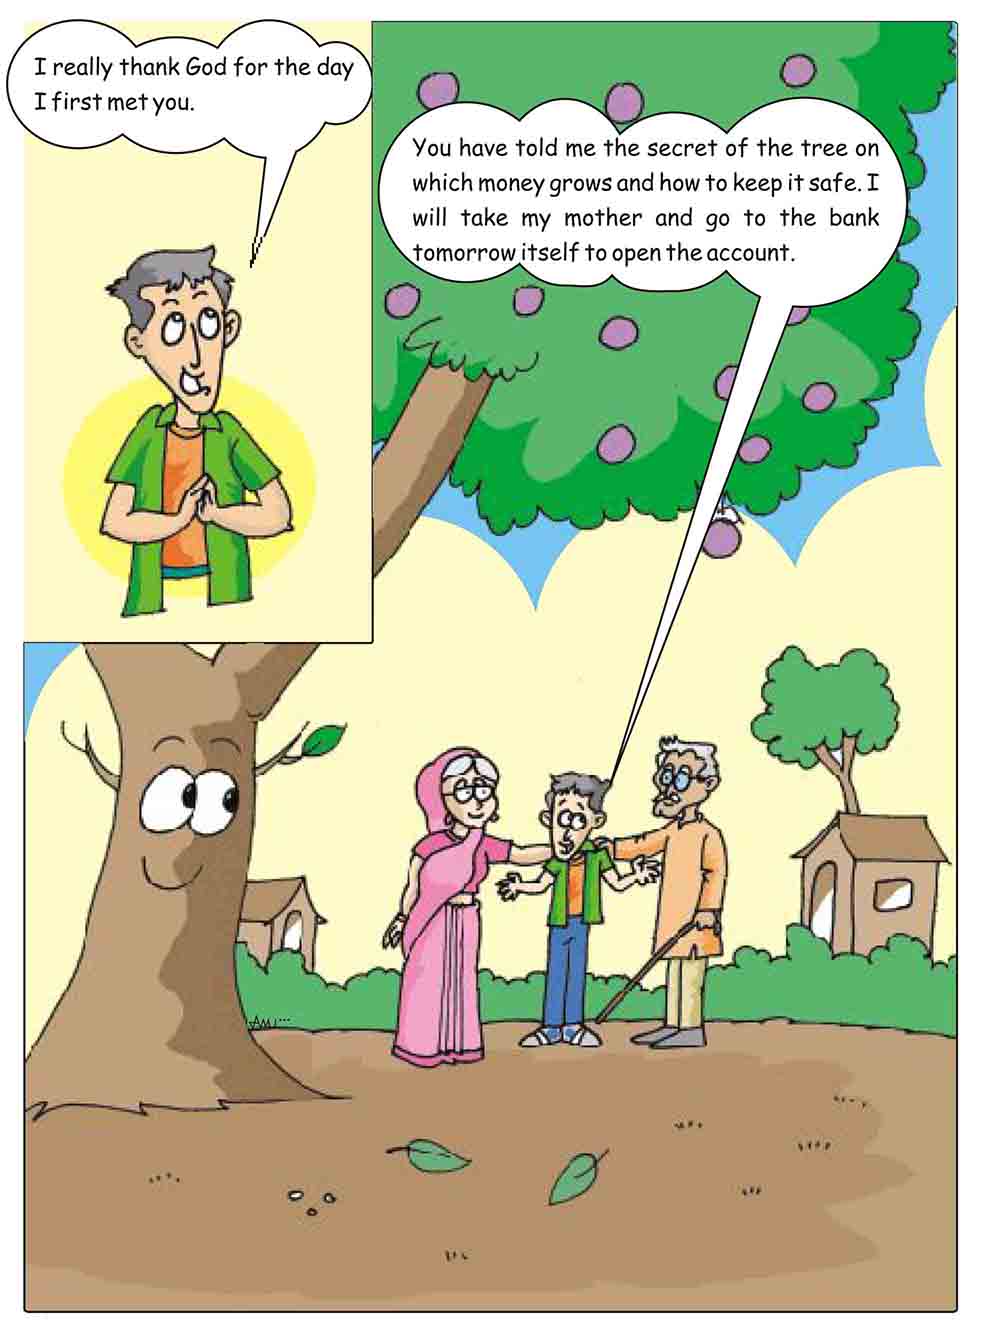 I really thank God for the day
I first met you.
You have told me the secret of the tree on
which money grows and how to keep it safe. I
will take my mother and go to the bank
tomorrow itself to open the account.
AMI...